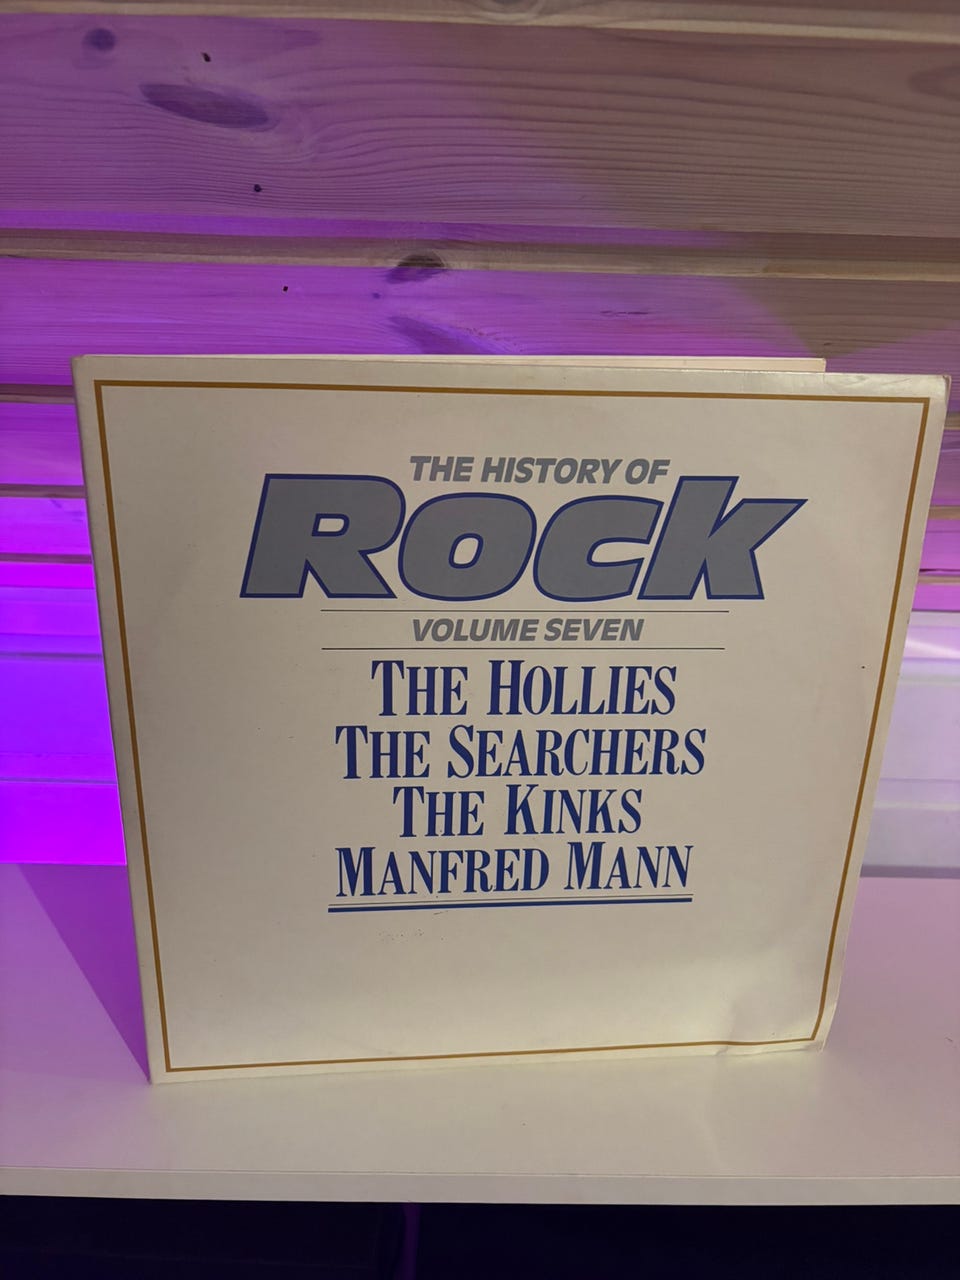 THE HISTORY OF
ROCK
VOLUME SEVEN
THE HOLLIES
THE SEARCHERS
THE KINKS
MANFRED MANN